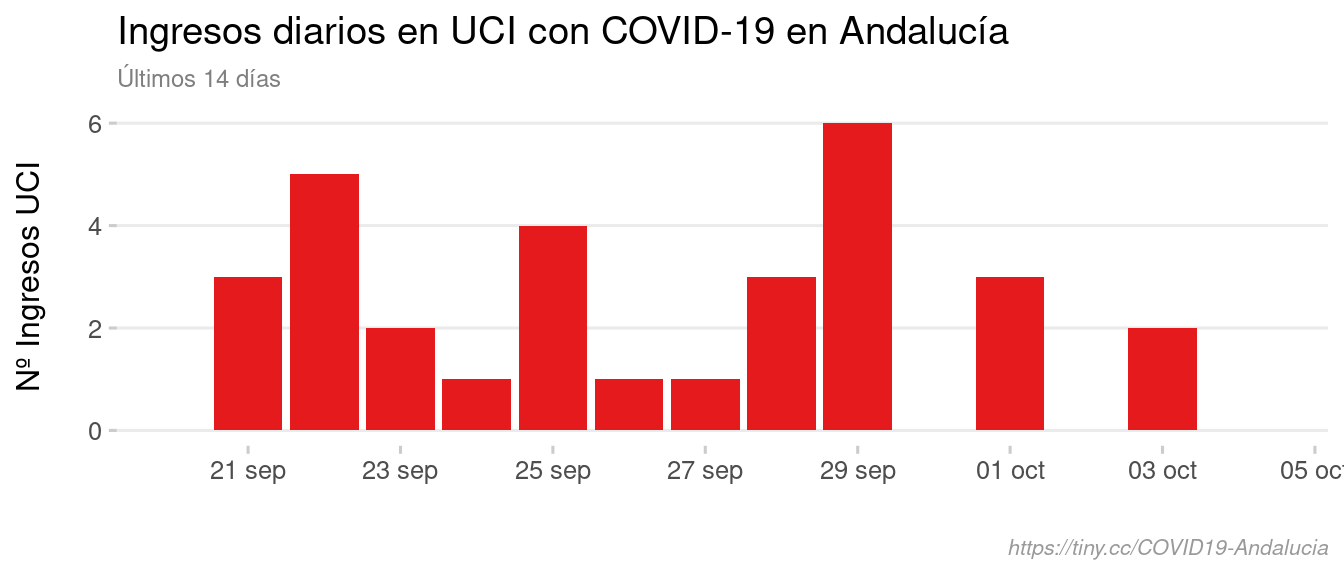 Ingresos diarios en UCI con COVID-19 en Andalucía
Últimos 14 días
Nº Ingresos UCI
6
4
2
0
21 sep 23 sep 25 sep 27 sep 29 sep 01 oct 03 oct 05 oct
https://tiny.cc/COVID19-Andalucia